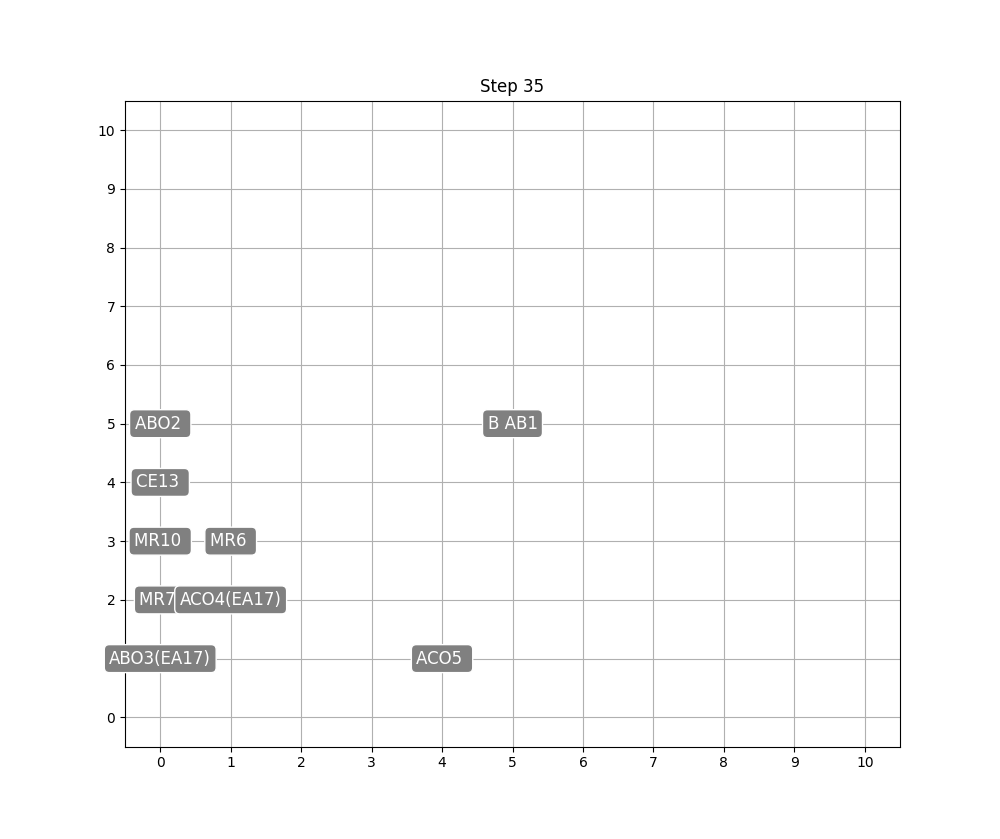 Step 35
10
9
8
7
6
5
ABO2
B AB1
4
CE13
3
MR10
MR6
2
MR7
ACO4(EA17)
1
ABO3(EA17)
ACO5
0
0 1 2 3 4 5 6 7 8 9 10